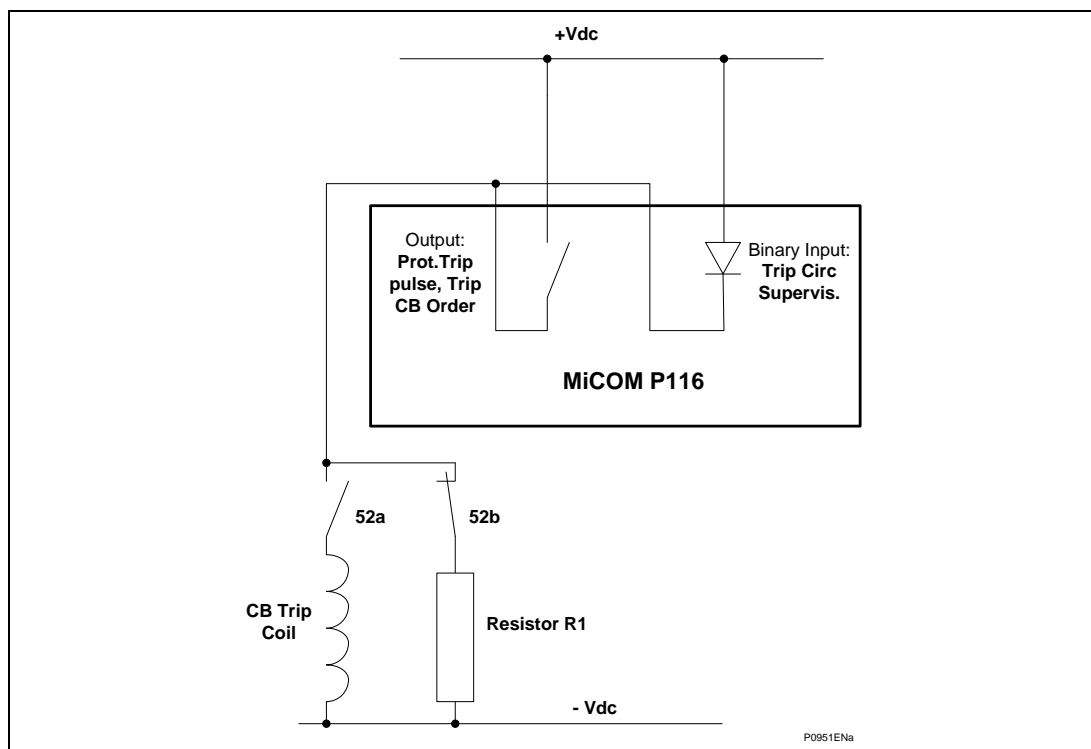 +Vdc
Output:
Prot.Trip
pulse, Trip
CB Order
Binary Input:
Trip Circ
Supervis.
MiCOM P116
52a
52b
CB Trip
Coil
Resistor R1
- Vdc
P0951ENa